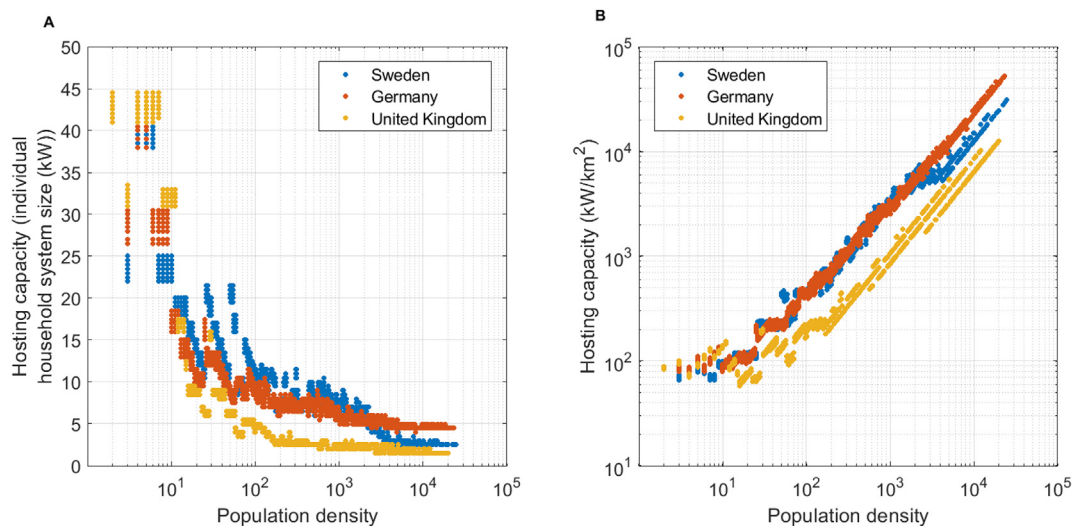 A
50
45
40
35
30
25
20
15
10
5
0
Hosting capacity (individual
household system size (kW))
Sweden
Germany
United Kingdom
10^1
10^2
10^3
10^4
10^5
Population density
B
10^5
10^4
10^3
10^2
10^1
Hosting capacity (kW/km^2)
Sweden
Germany
United Kingdom
10^1
10^2
10^3
10^4
10^5
Population density